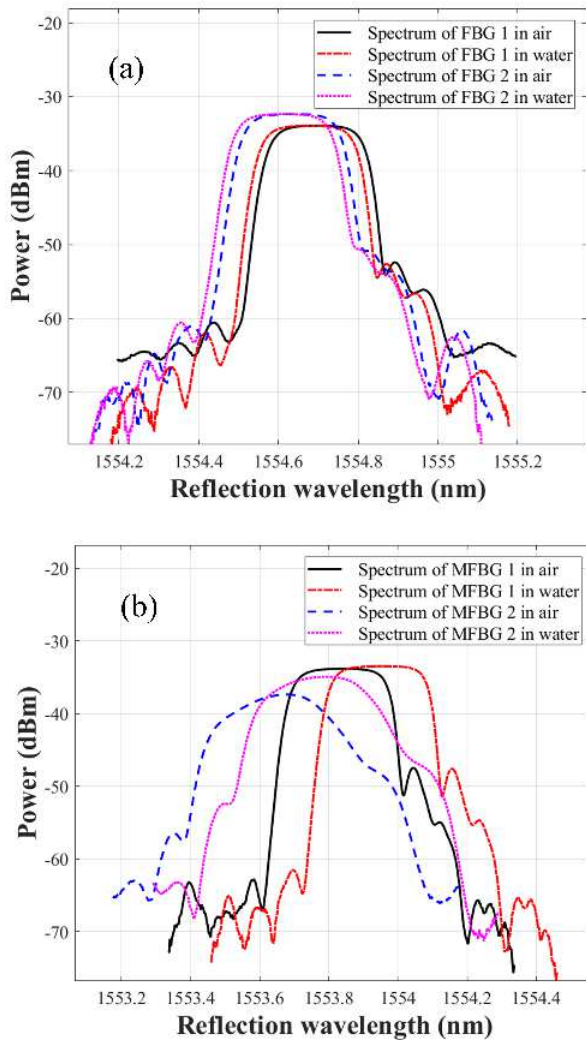 (a)
Spectrum of FBG 1 in air
Spectrum of FBG 1 in water
Spectrum of FBG 2 in air
Spectrum of FBG 2 in water
-20
-30
-40
-50
-60
-70
Power (dBm)
1554.2 1554.4 1554.6 1554.8 1555 1555.2
Reflection wavelength (nm)
(b)
Spectrum of MFBG 1 in air
Spectrum of MFBG 1 in water
Spectrum of MFBG 2 in air
Spectrum of MFBG 2 in water
-20
-30
-40
-50
-60
-70
Power (dBm)
1553.2 1553.4 1553.6 1553.8 1554 1554.2 1554.4
Reflection wavelength (nm)